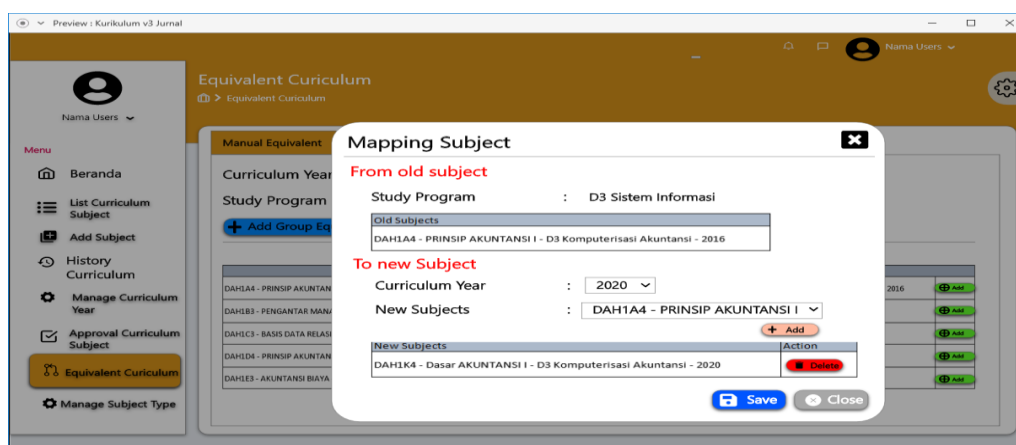 Preview : Kurikulum v3 Jurnal
Nama Users
Nama Users
Equivalent Curiculum
Equivalent Curiculum
Menu
Beranda
List Curriculum
Subject
Add Subject
History
Curriculum
Manage Curriculum
Year
Approval Curriculum
Subject
Equivalent Curiculum
Manage Subject Type
Manual Equivalent
Curriculum Year
Study Program
Add Group Eq
DAH1A4 - PRINSIP AKUNTAN
2016
Add
DAH1B3 - PENGANTAR MAN
Add
DAH1C3 - BASIS DATA RELASI
Add
DAH1D4 - PRINSIP AKUNTAN
Add
DAH1E3 - AKUNTANSI BIAYA
Add
Mapping Subject
From old subject
Study Program : D3 Sistem Informasi
Old Subjects
DAH1A4 - PRINSIP AKUNTANSI I - D3 Komputerisasi Akuntansi - 2016
To new Subject
Curriculum Year : 2020
New Subjects : DAH1A4 - PRINSIP AKUNTANSI I
Add
New Subjects Action
DAH1K4 - Dasar AKUNTANSI I - D3 Komputerisasi Akuntansi - 2020 Delete
Save Close